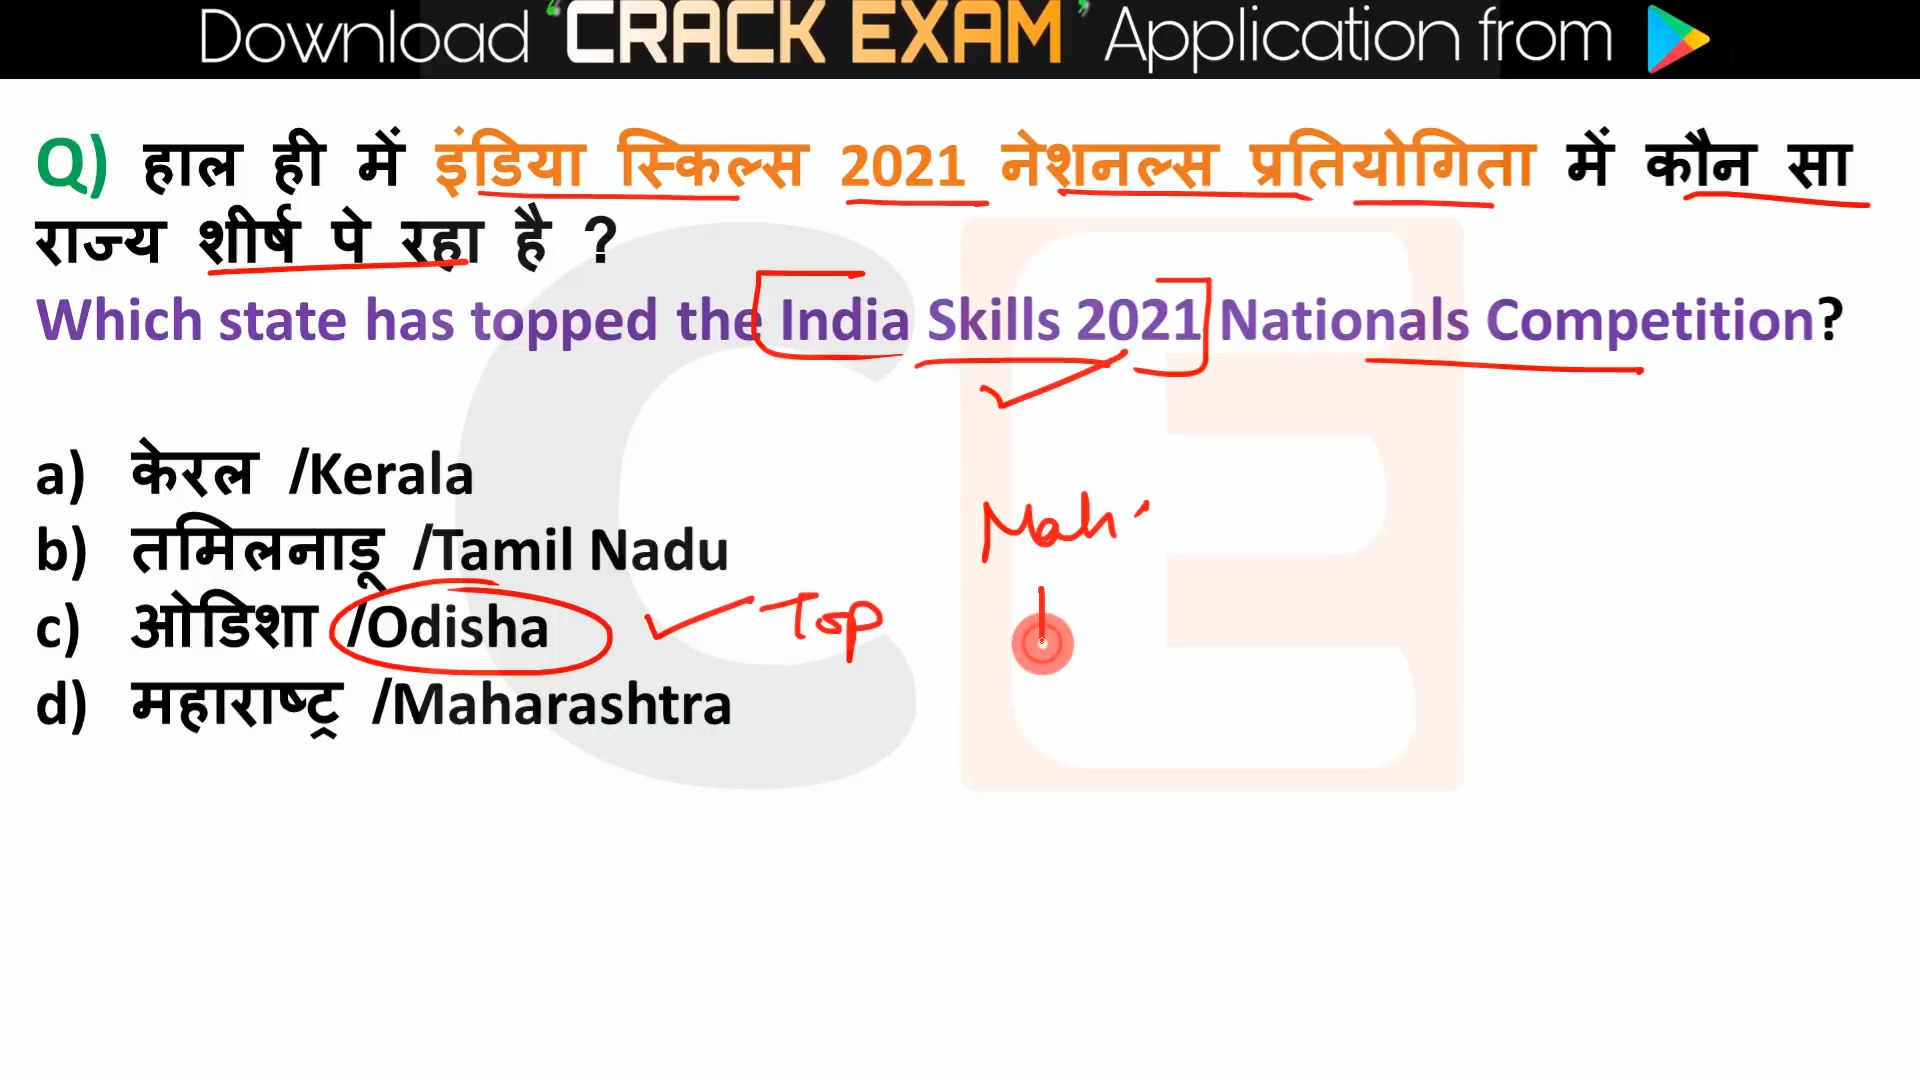 Download ‘CRACK EXAM’ Application from
Q) हाल ही में इंडिया स्किल्स 2021 नेशनल्स प्रतियोगिता में कौन सा
राज्य शीर्ष पे रहा है ?
Which state has topped the India Skills 2021 Nationals Competition?
a) केरल /Kerala
b) तमिलनाडू /Tamil Nadu
c) ओडिशा /Odisha
Top
d) महाराष्ट्र /Maharashtra
Mah
CE